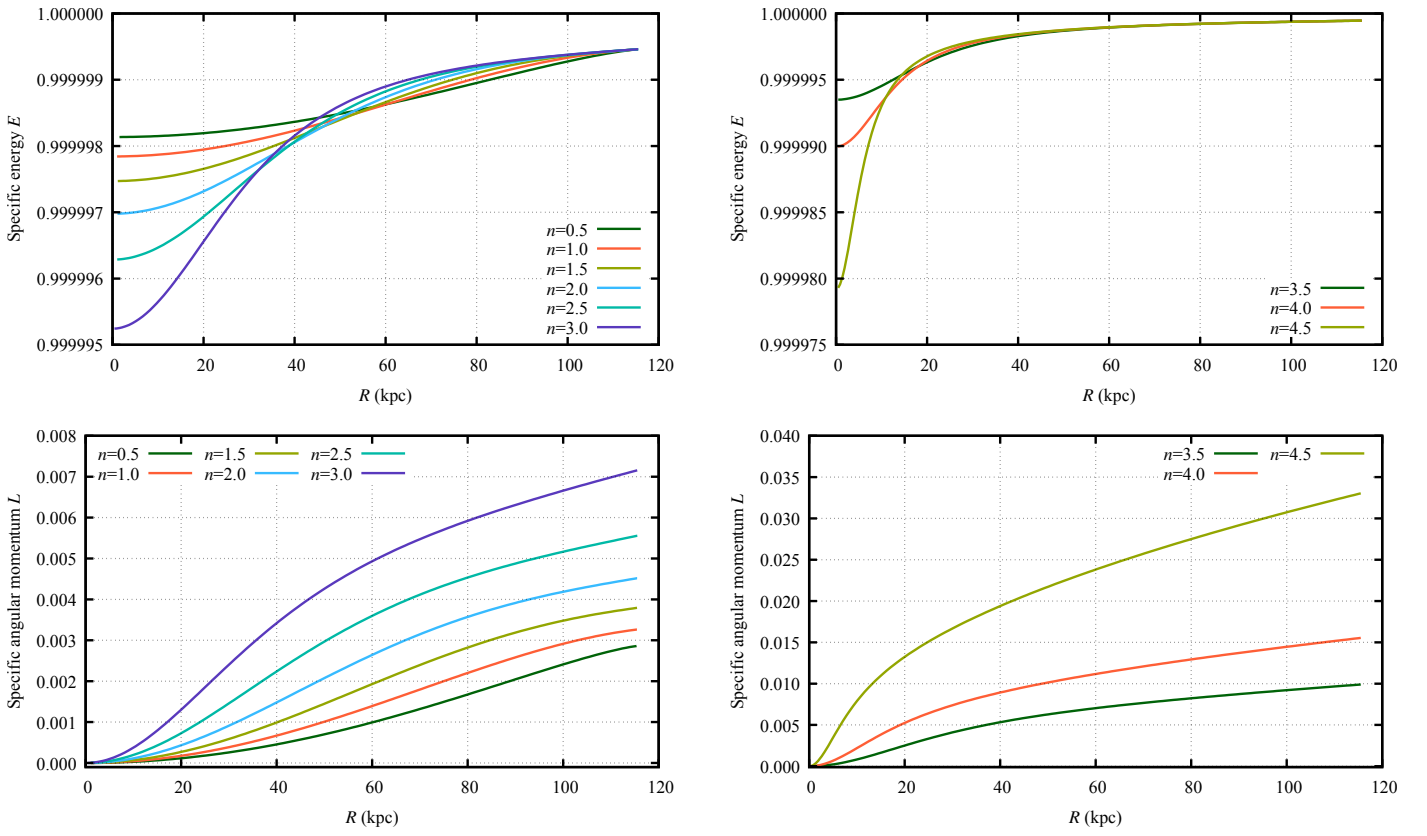 Specific energy E
1.000000
0.999999
0.999998
0.999997
0.999996
0.999995
0 20 40 60 80 100 120
R (kpc)
n=0.5
n=1.0
n=1.5
n=2.0
n=2.5
n=3.0
Specific energy E
1.000000
0.999995
0.999990
0.999985
0.999980
0.999975
0 20 40 60 80 100 120
R (kpc)
n=3.5
n=4.0
n=4.5
Specific angular momentum L
0.008
0.007
0.006
0.005
0.004
0.003
0.002
0.001
0.000
0 20 40 60 80 100 120
R (kpc)
n=0.5 n=1.5 n=2.5
n=1.0 n=2.0 n=3.0
Specific angular momentum L
0.040
0.035
0.030
0.025
0.020
0.015
0.010
0.005
0.000
0 20 40 60 80 100 120
R (kpc)
n=3.5 n=4.5
n=4.0